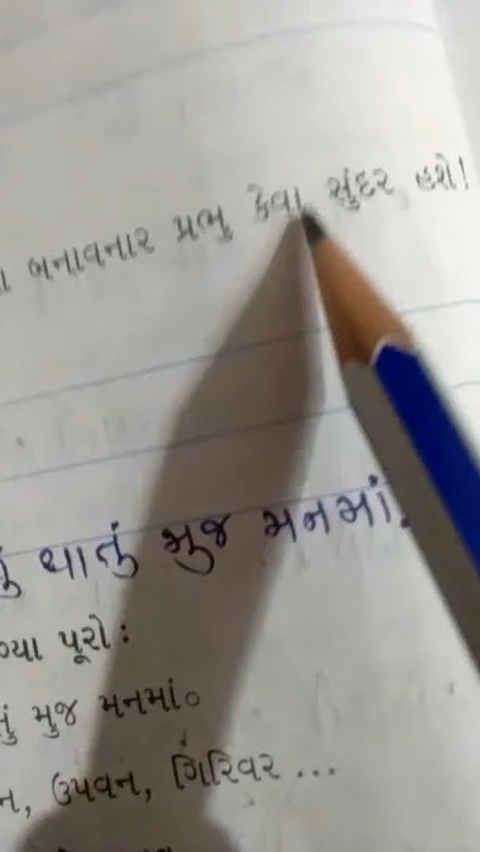 બનાવનાર પ્રભુ કેવા સુંદર હશે!
થાતું મુજ મનમાં.
પૂરો:
મુજ મનમાં૦
ઉપવન, ગિરિવર ...